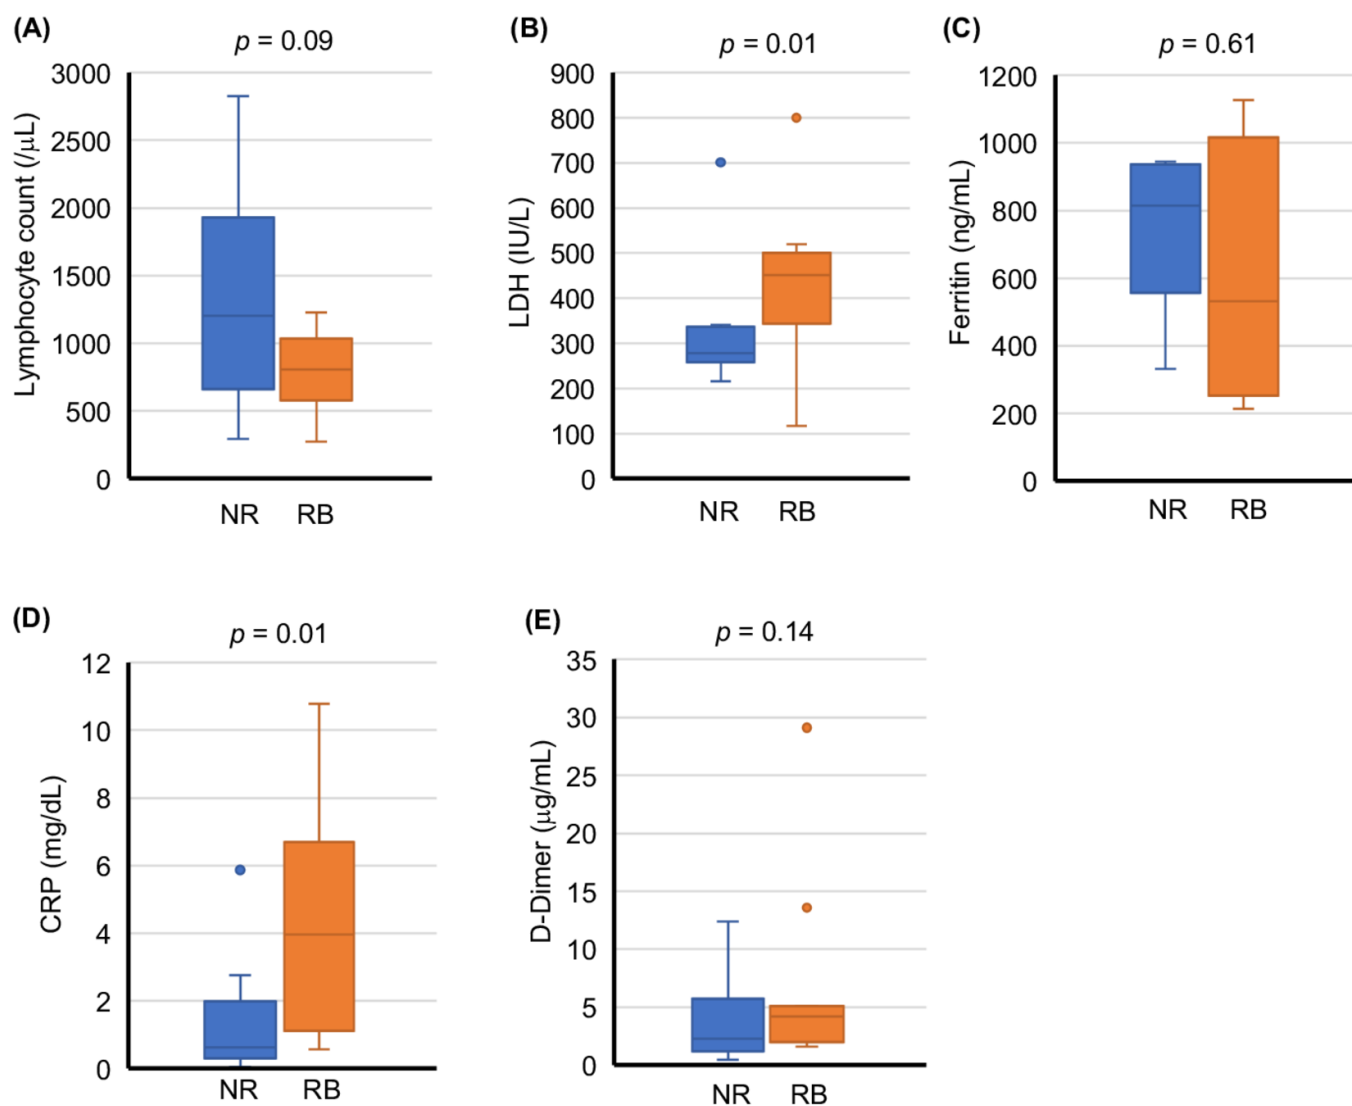 (A)
p = 0.09
Lymphocyte count (/μL)
3000
2500
2000
1500
1000
500
0
NR RB
(B)
p = 0.01
LDH (IU/L)
900
800
700
600
500
400
300
200
100
0
NR RB
(C)
p = 0.61
Ferritin (ng/mL)
1200
1000
800
600
400
200
0
NR RB
(D)
p = 0.01
CRP (mg/dL)
12
10
8
6
4
2
0
NR RB
(E)
p = 0.14
D-Dimer (μg/mL)
35
30
25
20
15
10
5
0
NR RB